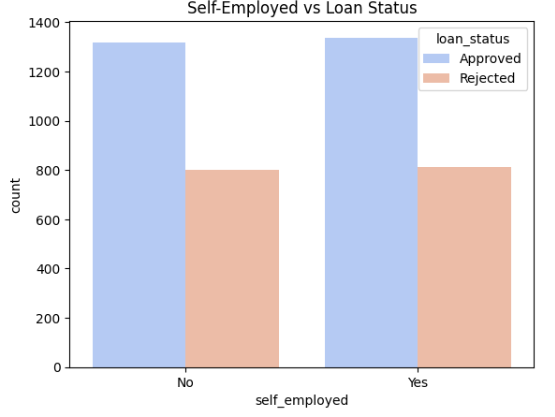 Self-Employed vs Loan Status
1400
1200
1000
800
600
400
200
0
count
loan_status
Approved
Rejected
No
Yes
self_employed